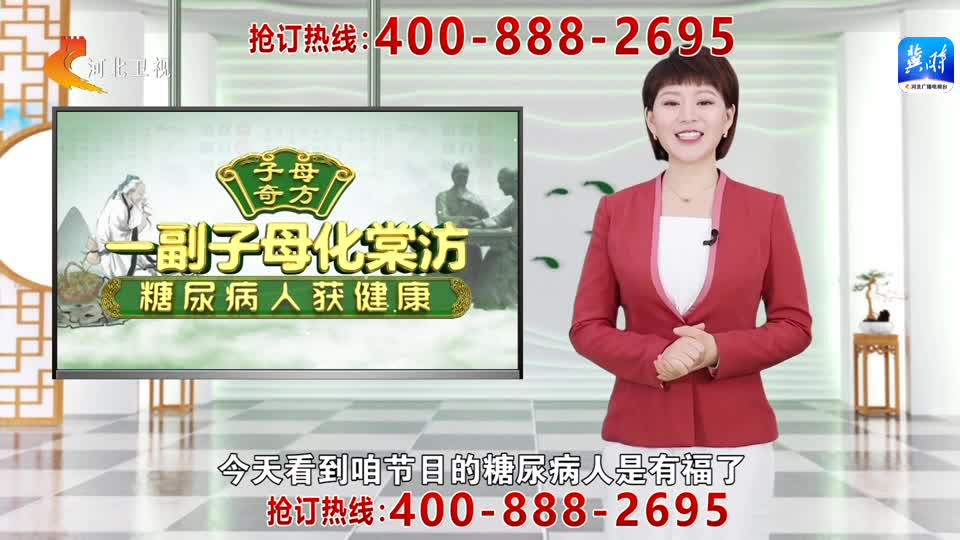 抢订热线:400-888-2695
河北卫视
冀时
河北广播电视台
子母
奇方
一副子母化棠汸
糖尿病人获健康
今天看到咱节目的糖尿病人是有福了
抢订热线:400-888-2695